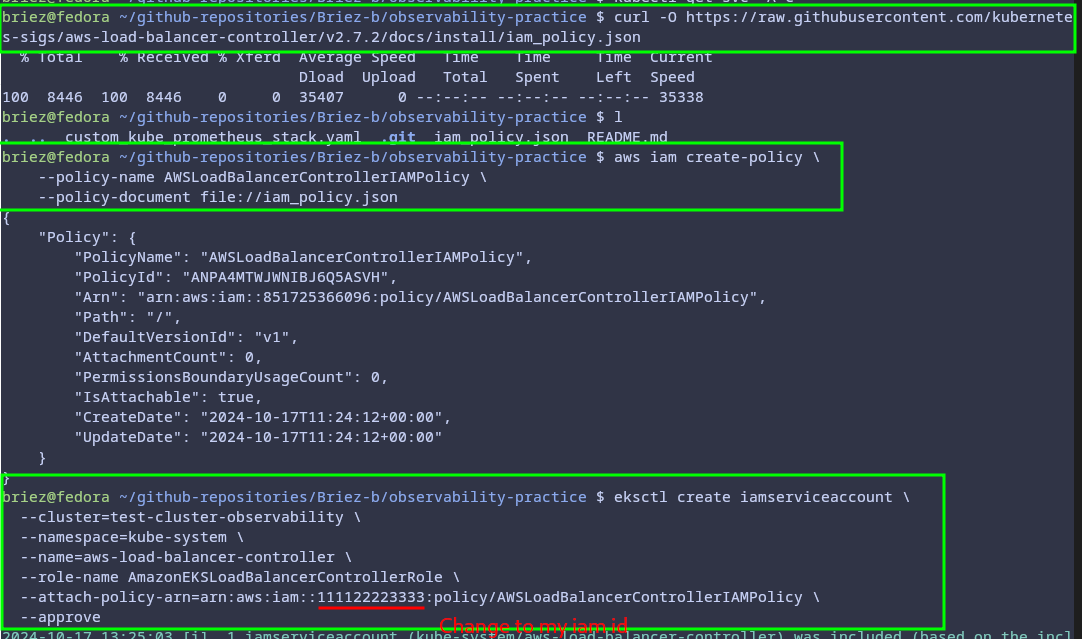 briez@fedora ~/github-repositories/Briez-b/observability-practice $ kubectl get svc -A
briez@fedora ~/github-repositories/Briez-b/observability-practice $ curl -O https://raw.githubusercontent.com/kubernete
s-sigs/aws-load-balancer-controller/v2.7.2/docs/install/iam_policy.json
% Total % Received % Xferd Average Speed Time Time Time Current
Dload Upload Total Spent Left Speed
100 8446 100 8446 0 0 35407 0 --:--:-- --:--:-- --:--:-- 35338
briez@fedora ~/github-repositories/Briez-b/observability-practice $ l
. .. custom_kube_prometheus_stack.yaml .git iam_policy.json README.md
briez@fedora ~/github-repositories/Briez-b/observability-practice $ aws iam create-policy \
--policy-name AWSLoadBalancerControllerIAMPolicy \
--policy-document file://iam_policy.json
{
"Policy": {
"PolicyName": "AWSLoadBalancerControllerIAMPolicy",
"PolicyId": "ANPA4MTWJWNIBJ6Q5ASVH",
"Arn": "arn:aws:iam::851725366096:policy/AWSLoadBalancerControllerIAMPolicy",
"Path": "/",
"DefaultVersionId": "v1",
"AttachmentCount": 0,
"PermissionsBoundaryUsageCount": 0,
"IsAttachable": true,
"CreateDate": "2024-10-17T11:24:12+00:00",
"UpdateDate": "2024-10-17T11:24:12+00:00"
}
}
briez@fedora ~/github-repositories/Briez-b/observability-practice $ eksctl create iamserviceaccount \
--cluster=test-cluster-observability \
--namespace=kube-system \
--name=aws-load-balancer-controller \
--role-name AmazonEKSLoadBalancerControllerRole \
--attach-policy-arn=arn:aws:iam::111122223333:policy/AWSLoadBalancerControllerIAMPolicy \
--approve
Change to my iam id
2024-10-17 13:25:03 [i] 1 iamserviceaccount (kube-system/aws-load-balancer-controller) was included (based on the incl